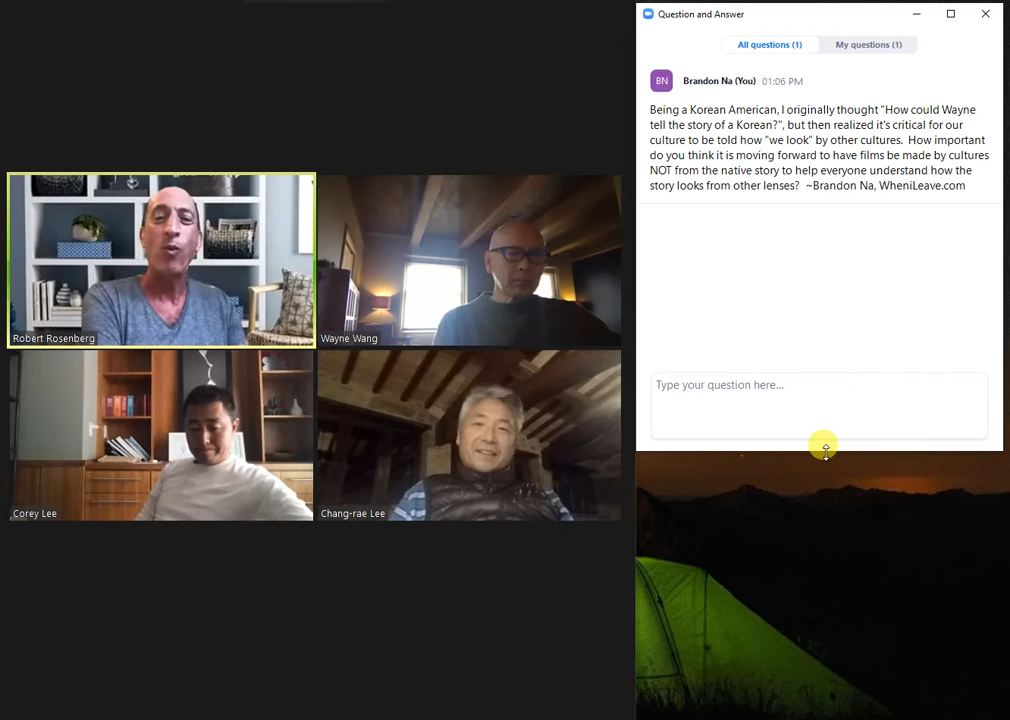 Question and Answer
All questions (1)
My questions (1)
BN
Brandon Na (You) 01:06 PM
Being a Korean American, I originally thought "How could Wayne
tell the story of a Korean?", but then realized it's critical for our
culture to be told how "we look" by other cultures.  How important
do you think it is moving forward to have films be made by cultures
NOT from the native story to help everyone understand how the
story looks from other lenses?  ~Brandon Na, WheniLeave.com
Type your question here...
Robert Rosenberg
Wayne Wang
Corey Lee
Chang-rae Lee